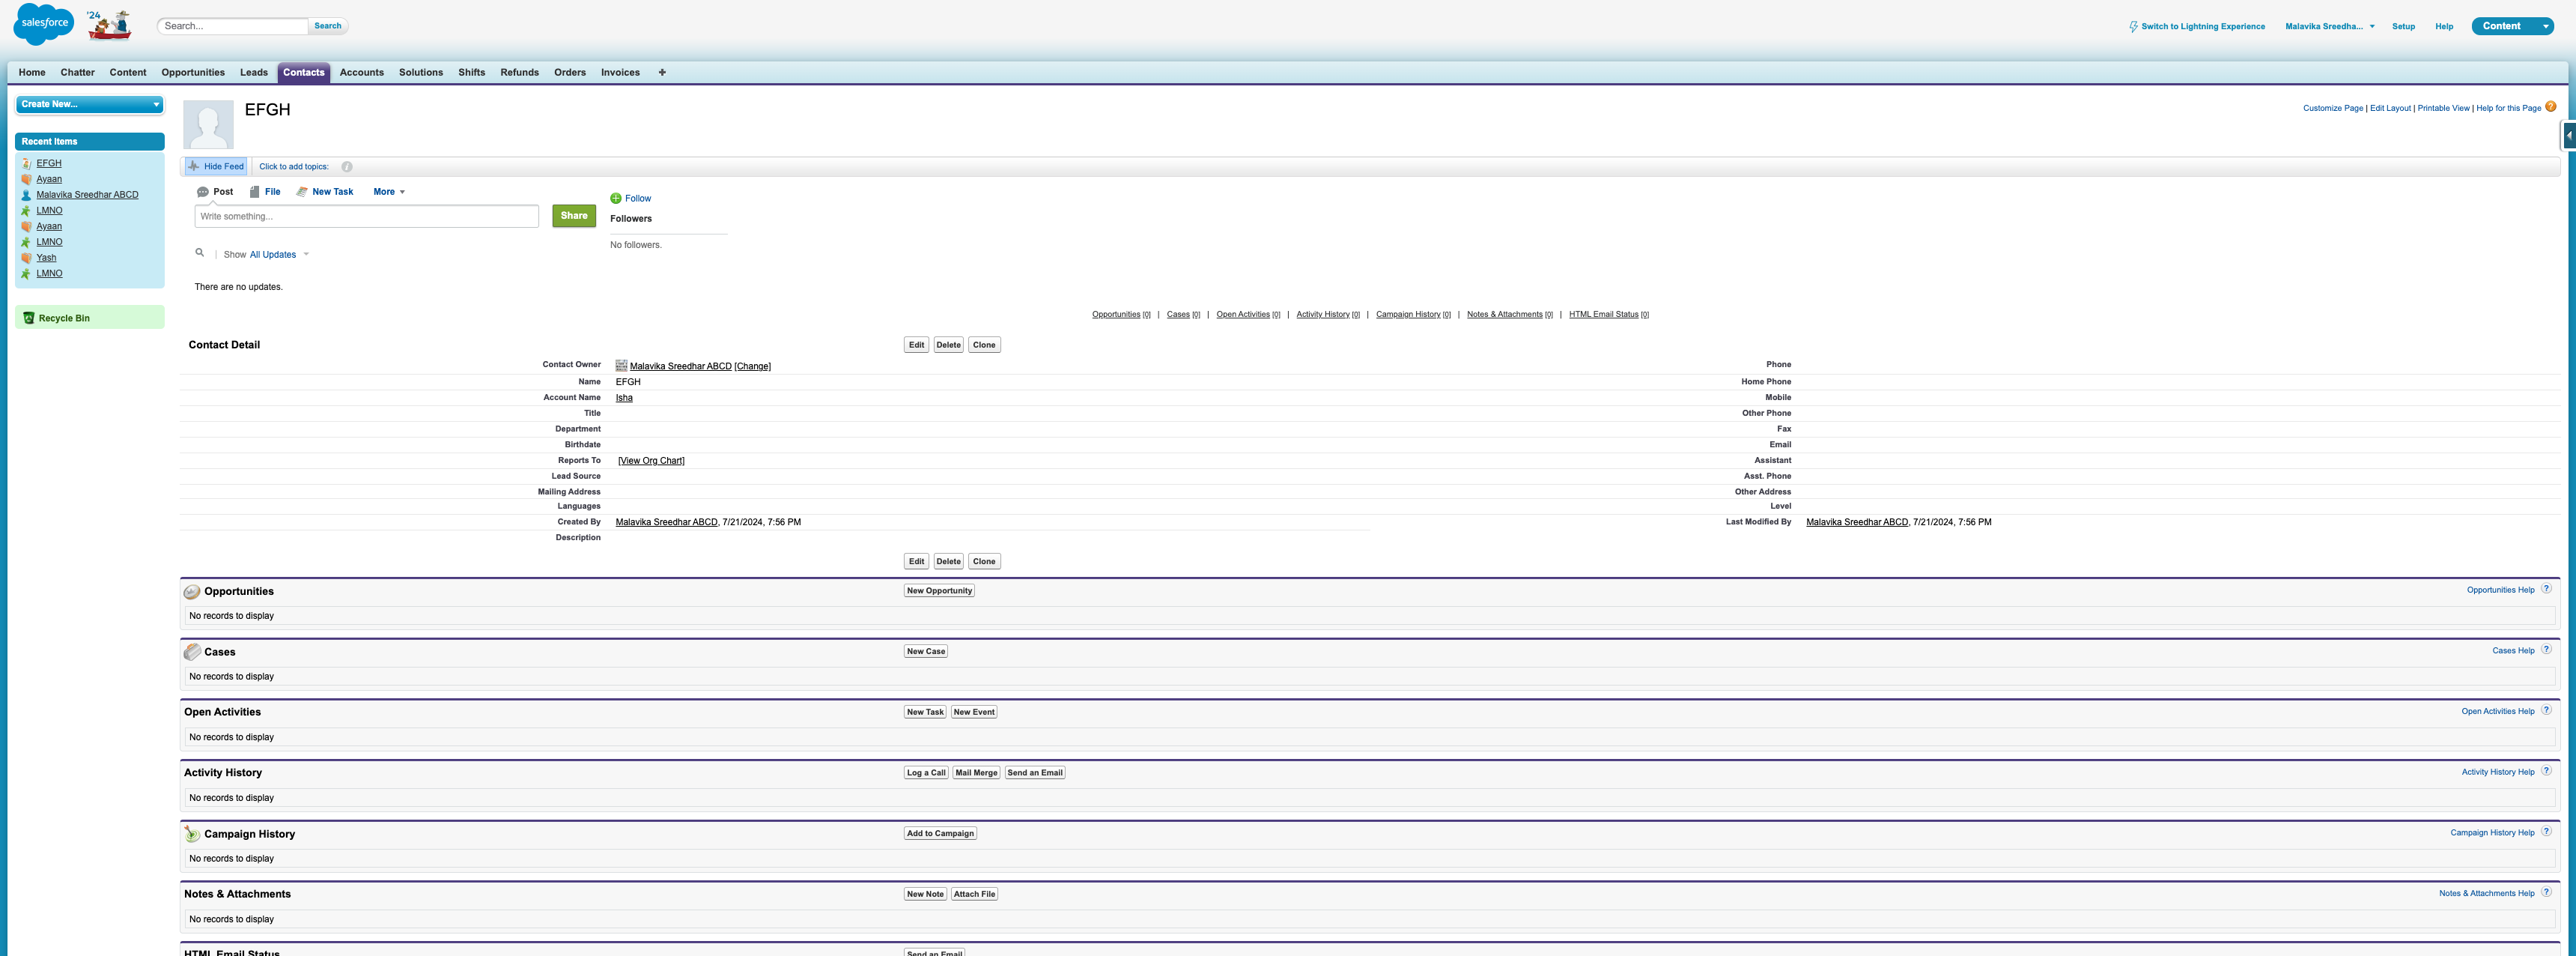 salesforce
'24
Search...
Search
Switch to Lightning Experience
Malavika Sreedha...
Setup
Help
Content
Home
Chatter
Content
Opportunities
Leads
Contacts
Accounts
Solutions
Shifts
Refunds
Orders
Invoices
+
Create New...
Recent Items
EFGH
Ayaan
Malavika Sreedhar ABCD
LMNO
Ayaan
LMNO
Yash
LMNO
Recycle Bin
EFGH
Customize Page | Edit Layout | Printable View | Help for this Page ?
Hide Feed
Click to add topics: i
Post
File
New Task
More
Write something...
Share
Follow
Followers
No followers.
Show All Updates
There are no updates.
Opportunities [0] | Cases [0] | Open Activities [0] | Activity History [0] | Campaign History [0] | Notes & Attachments [0] | HTML Email Status [0]
Contact Detail
Edit
Delete
Clone
Contact Owner Malavika Sreedhar ABCD [Change]
Phone
Name EFGH
Home Phone
Account Name Isha
Mobile
Title
Other Phone
Department
Fax
Birthdate
Email
Reports To [View Org Chart]
Assistant
Lead Source
Asst. Phone
Mailing Address
Other Address
Languages
Level
Created By Malavika Sreedhar ABCD, 7/21/2024, 7:56 PM
Last Modified By Malavika Sreedhar ABCD, 7/21/2024, 7:56 PM
Description
Edit
Delete
Clone
Opportunities
New Opportunity
Opportunities Help ?
No records to display
Cases
New Case
Cases Help ?
No records to display
Open Activities
New Task
New Event
Open Activities Help ?
No records to display
Activity History
Log a Call
Mail Merge
Send an Email
Activity History Help ?
No records to display
Campaign History
Add to Campaign
Campaign History Help ?
No records to display
Notes & Attachments
New Note
Attach File
Notes & Attachments Help ?
No records to display
HTML Email Status
Send an Email